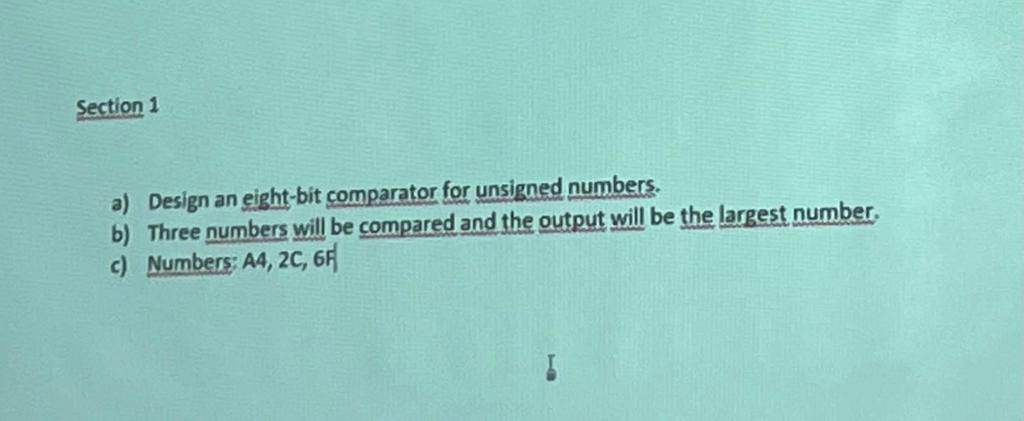 Section 1
a) Design an eight-bit comparator for unsigned numbers.
b) Three numbers will be compared and the output will be the largest number.
c) Numbers: A4, 2C, 6F